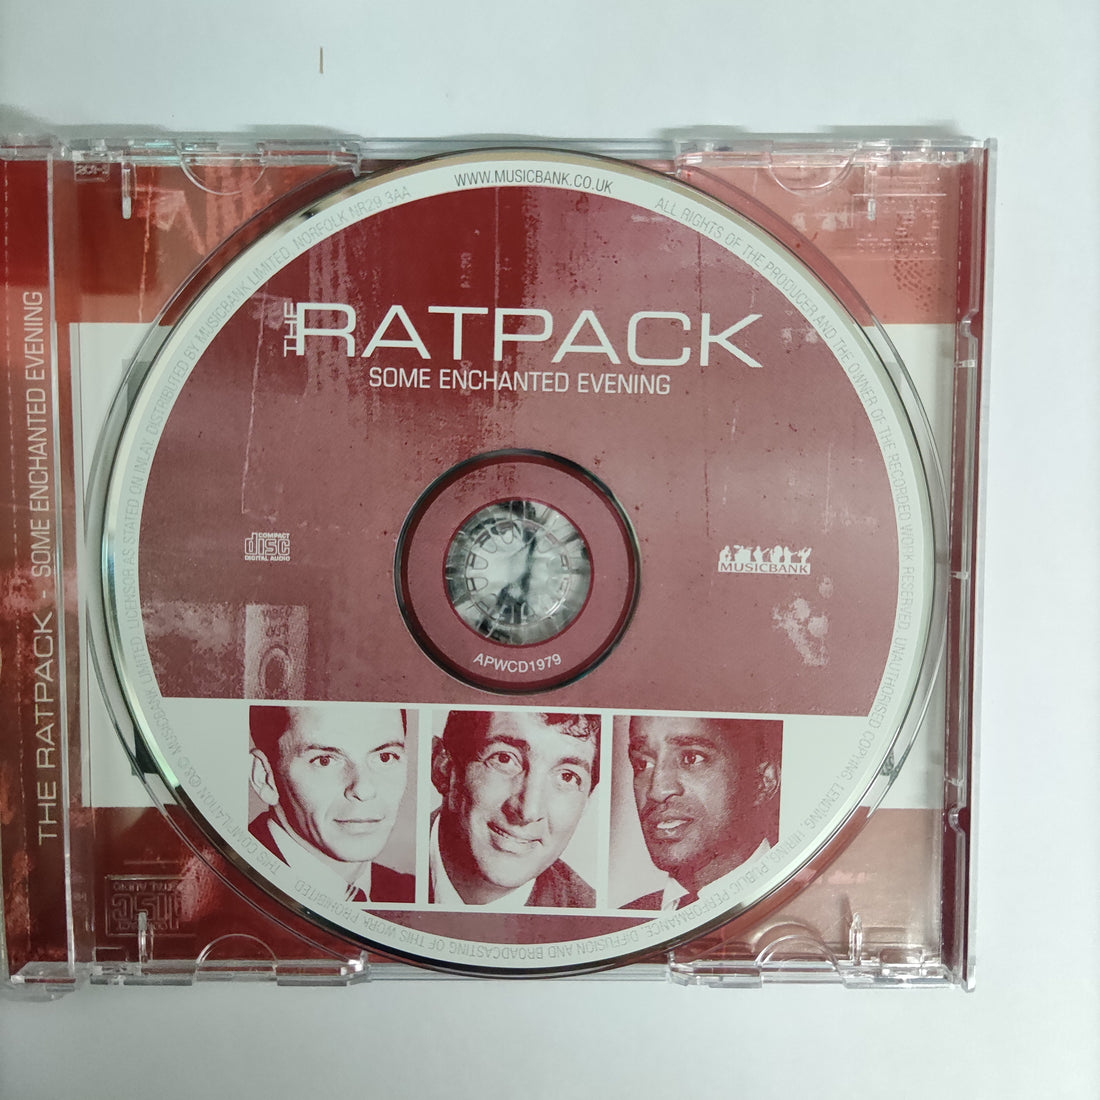 THE RATPACK - SOME ENCHANTED EVENING
WWW.MUSICBANK.CO.UK
ALL RIGHTS OF THE PRODUCER AND THE OWNER OF THE RECORDED WORK RESERVED. UNAUTHORISED COPYING, LENDING, HIRING, PUBLIC PERFORMANCE, DIFFUSION AND BROADCASTING OF THIS WORK PROHIBITED
THIS COMPILATION (P)&© MUSICBANK LIMITED. LICENSOR AS STATED ON INLAY. DISTRIBUTED BY MUSICBANK LIMITED, NORFOLK NR29 3AA
THE RATPACK
SOME ENCHANTED EVENING
COMPACT
disc
DIGITAL AUDIO
MUSICBANK
APWCD1979